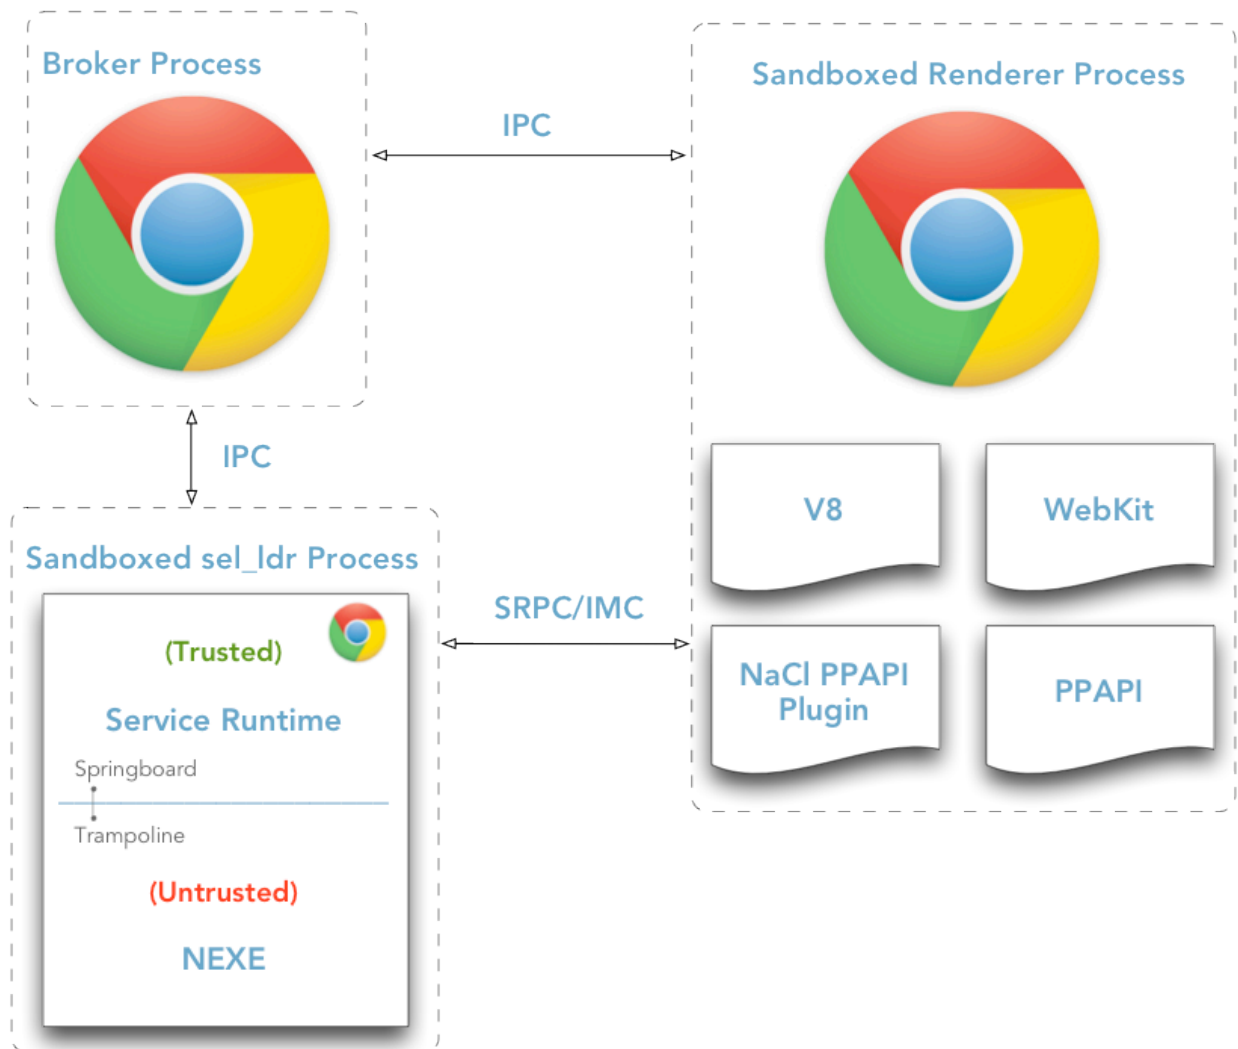 Broker Process
Sandboxed Renderer Process
IPC
IPC
Sandboxed sel_ldr Process
SRPC/IMC
(Trusted)
Service Runtime
Springboard
Trampoline
(Untrusted)
NEXE
V8
WebKit
NaCl PPAPI
Plugin
PPAPI